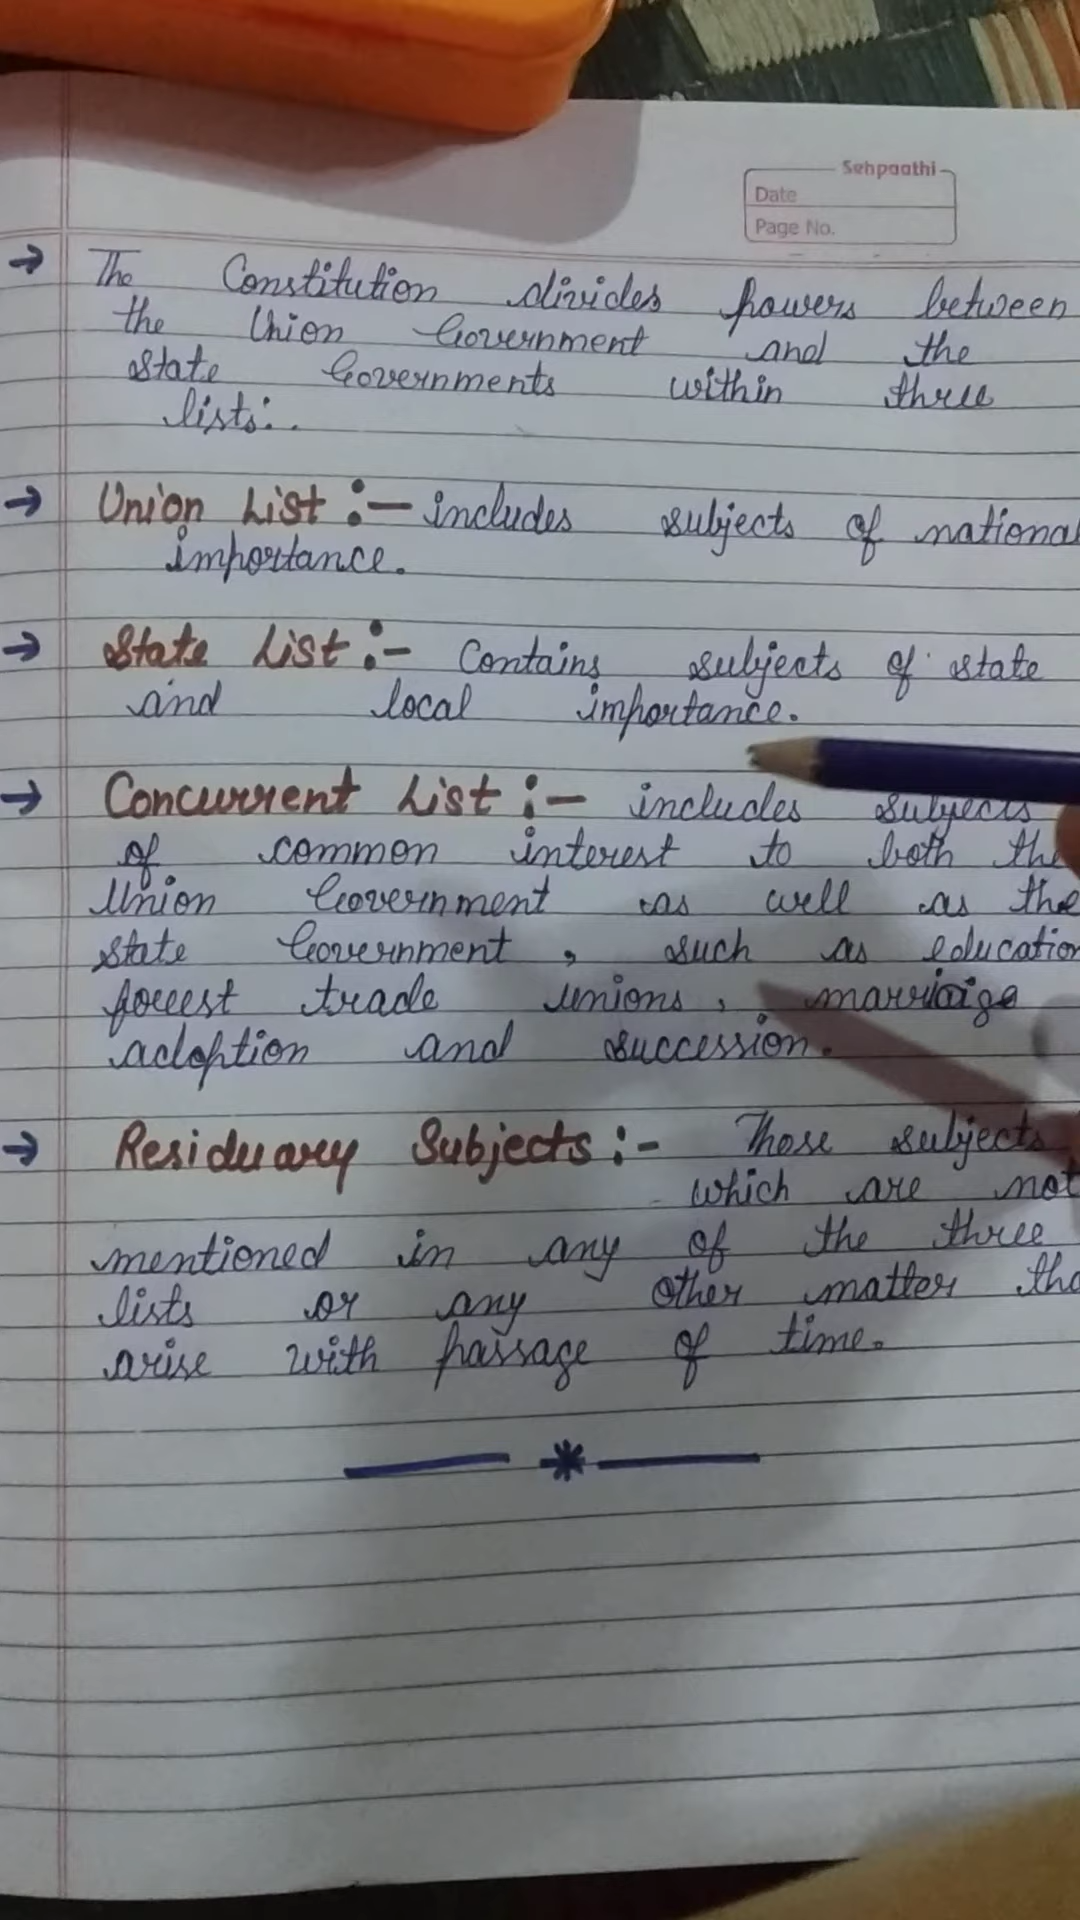 Sehpaathi
Date
Page No.
→ The Constitution divides powers between
the Union Government and the
state Governments within three
lists:.
→ Union List :- includes subjects of national
importance.
→ State List :- Contains subjects of state
and local importance.
→ Concurrent List :- includes subjects
of common interest to both the
Union Government as well as the
state Government, such as education
forest trade unions, marriage
adoption and succession.
→ Residuary Subjects :- Those subjects
which are not
mentioned in any of the three
lists or any other matter
arise with passage of time.